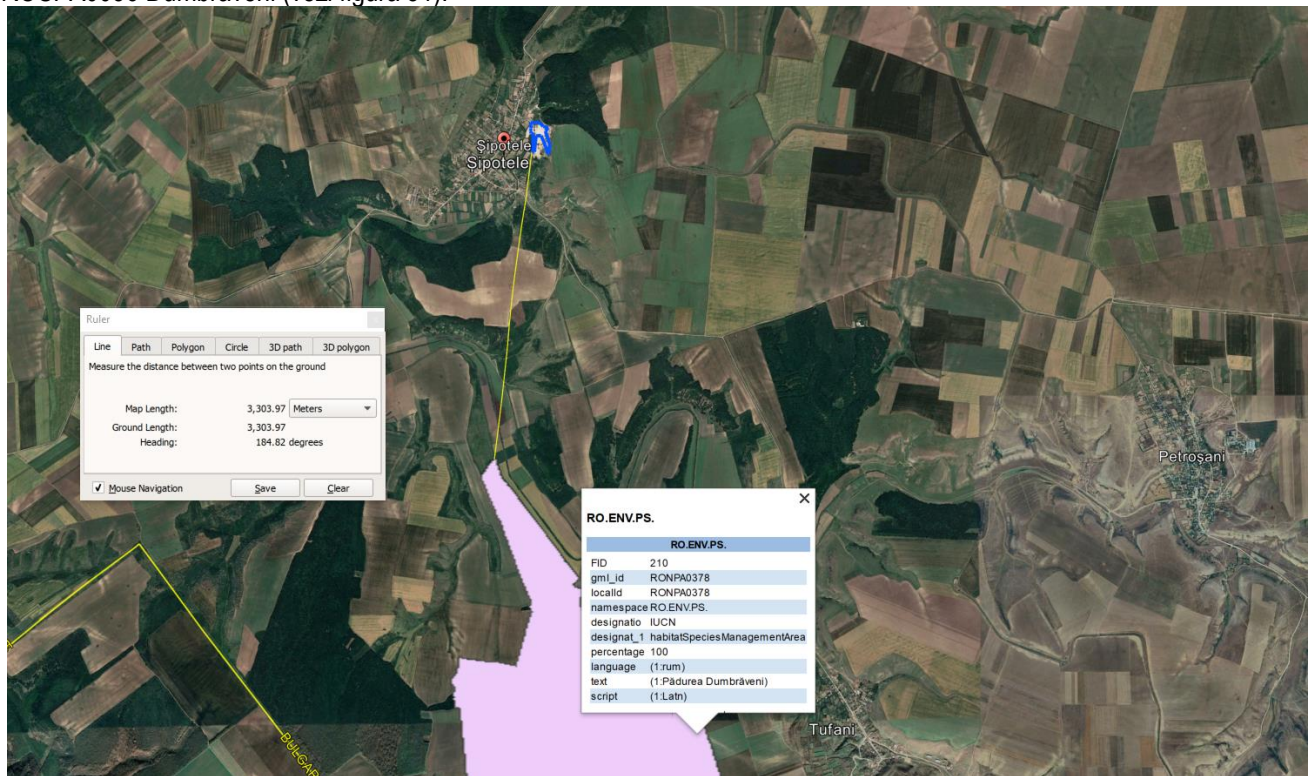 Șipotele
Sipotele
Ruler
Line Path Polygon Circle 3D path 3D polygon
Measure the distance between two points on the ground
Map Length: 3,303.97 Meters
Ground Length: 3,303.97
Heading: 184.82 degrees
Mouse Navigation Save Clear
Petroșani
RO.ENV.PS.
RO.ENV.PS.
FID 210
gml_id RONPA0378
localId RONPA0378
namespace RO.ENV.PS.
designatio IUCN
designat_1 habitatSpeciesManagementArea
percentage 100
language (1:rum)
text (1:Pădurea Dumbrăveni)
script (1:Latn)
Tufani